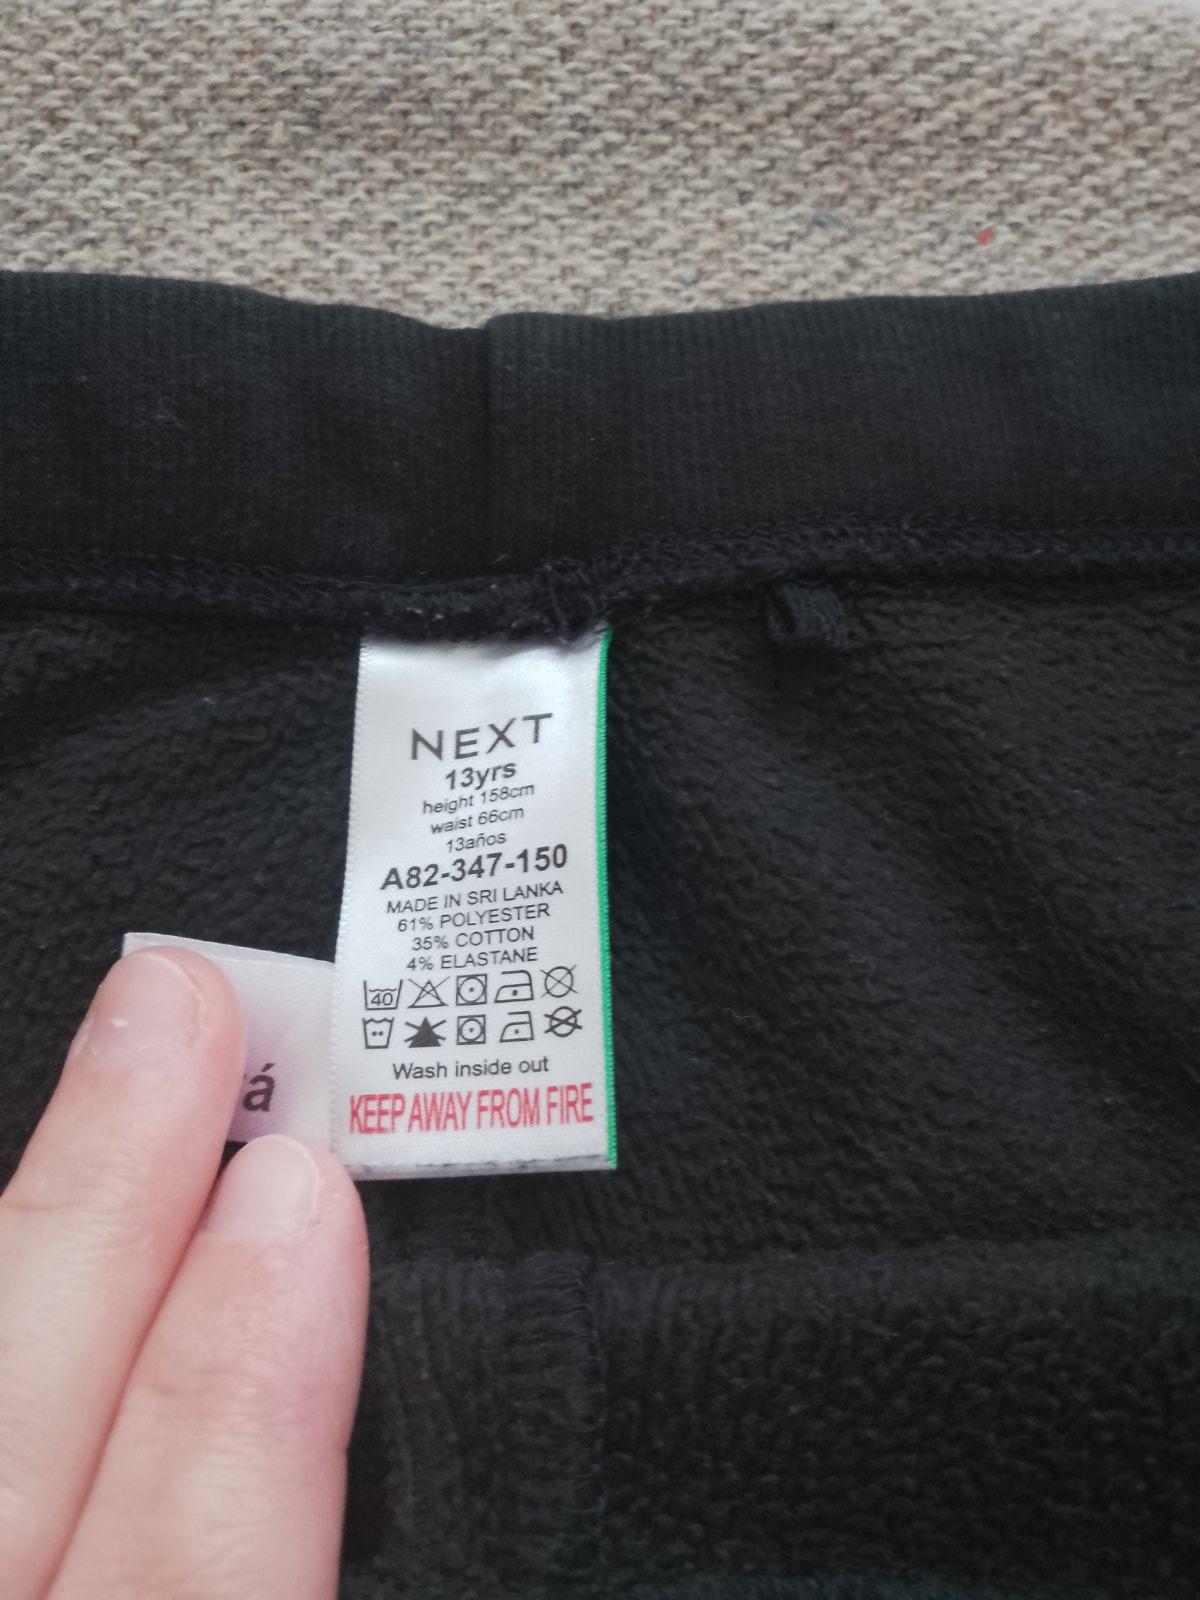 NEXT
13yrs
height 158cm
waist 66cm
13años
A82-347-150
MADE IN SRI LANKA
61% POLYESTER
35% COTTON
4% ELASTANE
40
Wash inside out
KEEP AWAY FROM FIRE